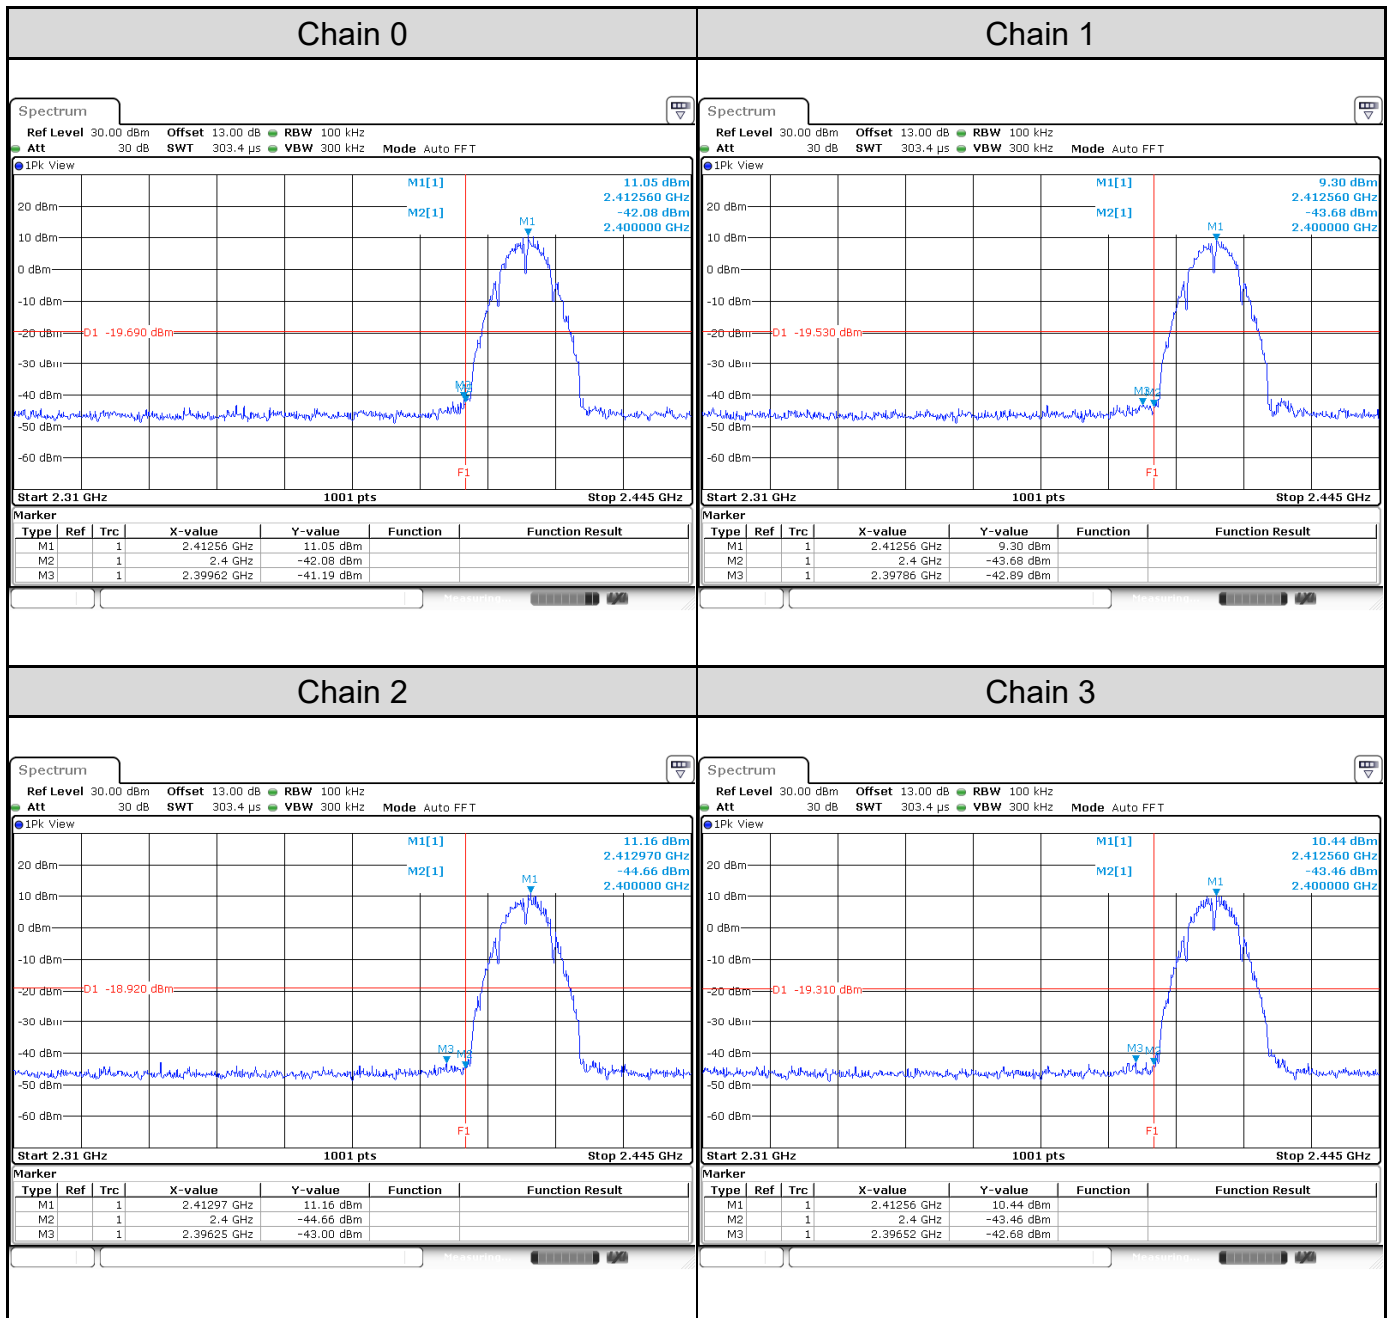 Chain 0
Chain 1
Spectrum
Ref Level 30.00 dBm Offset 13.00 dB RBW 100 kHz
Att 30 dB SWT 303.4 µs VBW 300 kHz Mode Auto FFT
1Pk View
M1[1] 11.05 dBm
2.412560 GHz
M2[1] -42.08 dBm
2.400000 GHz
M1
20 dBm
10 dBm
0 dBm
-10 dBm
-20 dBm
D1 -19.690 dBm
-30 dBm
-40 dBm
-50 dBm
-60 dBm
F1
Start 2.31 GHz 1001 pts Stop 2.445 GHz
Marker
Type Ref Trc X-value Y-value Function Function Result
M1 1 2.41256 GHz 11.05 dBm
M2 1 2.4 GHz -42.08 dBm
M3 1 2.39962 GHz -41.19 dBm
Measuring...
Spectrum
Ref Level 30.00 dBm Offset 13.00 dB RBW 100 kHz
Att 30 dB SWT 303.4 µs VBW 300 kHz Mode Auto FFT
1Pk View
M1[1] 9.30 dBm
2.412560 GHz
M2[1] -43.68 dBm
2.400000 GHz
M1
20 dBm
10 dBm
0 dBm
-10 dBm
-20 dBm
D1 -19.530 dBm
-30 dBm
-40 dBm
M3
M2
-50 dBm
-60 dBm
F1
Start 2.31 GHz 1001 pts Stop 2.445 GHz
Marker
Type Ref Trc X-value Y-value Function Function Result
M1 1 2.41256 GHz 9.30 dBm
M2 1 2.4 GHz -43.68 dBm
M3 1 2.39786 GHz -42.89 dBm
Measuring...
Chain 2
Chain 3
Spectrum
Ref Level 30.00 dBm Offset 13.00 dB RBW 100 kHz
Att 30 dB SWT 303.4 µs VBW 300 kHz Mode Auto FFT
1Pk View
M1[1] 11.16 dBm
2.412970 GHz
M2[1] -44.66 dBm
2.400000 GHz
M1
20 dBm
10 dBm
0 dBm
-10 dBm
-20 dBm
D1 -18.920 dBm
-30 dBm
-40 dBm
M3
M2
-50 dBm
-60 dBm
F1
Start 2.31 GHz 1001 pts Stop 2.445 GHz
Marker
Type Ref Trc X-value Y-value Function Function Result
M1 1 2.41297 GHz 11.16 dBm
M2 1 2.4 GHz -44.66 dBm
M3 1 2.39625 GHz -43.00 dBm
Measuring...
Spectrum
Ref Level 30.00 dBm Offset 13.00 dB RBW 100 kHz
Att 30 dB SWT 303.4 µs VBW 300 kHz Mode Auto FFT
1Pk View
M1[1] 10.44 dBm
2.412560 GHz
M2[1] -43.46 dBm
2.400000 GHz
M1
20 dBm
10 dBm
0 dBm
-10 dBm
-20 dBm
D1 -19.310 dBm
-30 dBm
-40 dBm
M3
M2
-50 dBm
-60 dBm
F1
Start 2.31 GHz 1001 pts Stop 2.445 GHz
Marker
Type Ref Trc X-value Y-value Function Function Result
M1 1 2.41256 GHz 10.44 dBm
M2 1 2.4 GHz -43.46 dBm
M3 1 2.39652 GHz -42.68 dBm
Measuring...